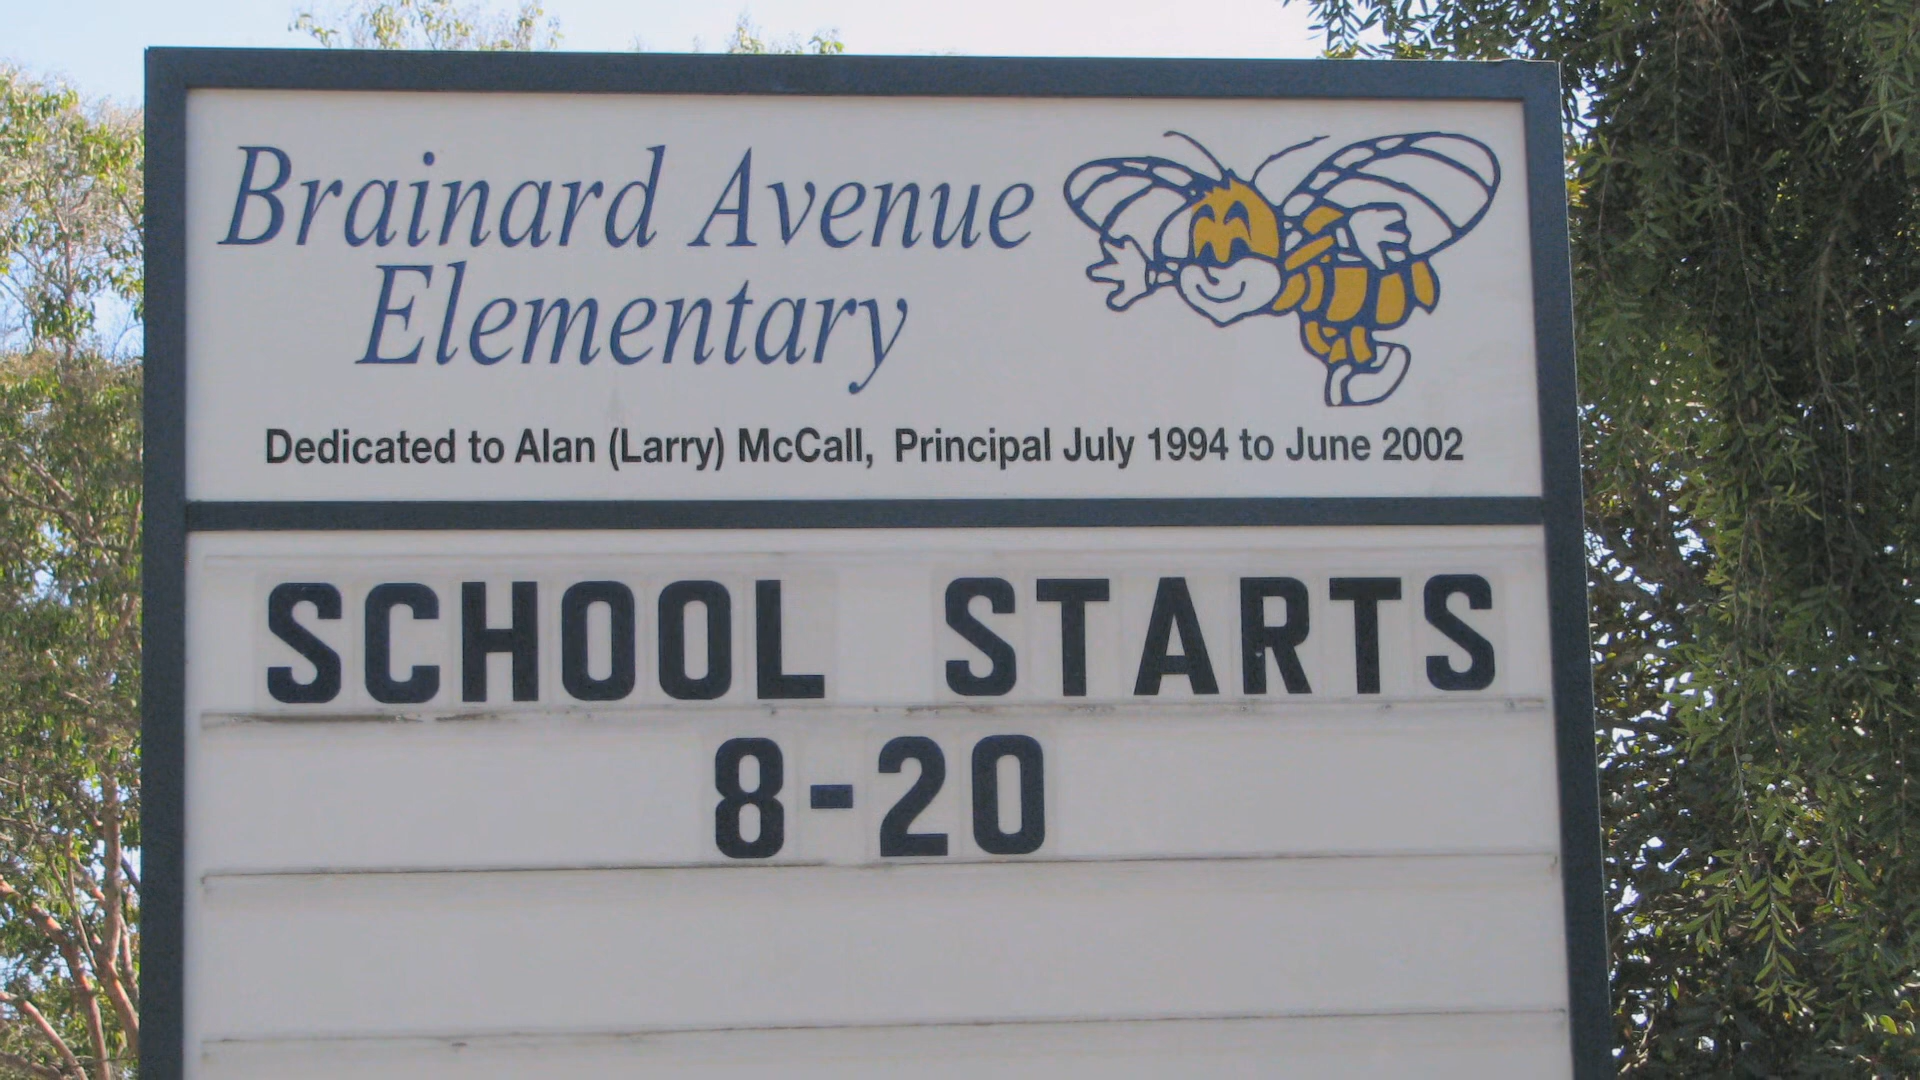 Brainard Avenue
Elementary
Dedicated to Alan (Larry) McCall, Principal July 1994 to June 2002
SCHOOL STARTS
8-20